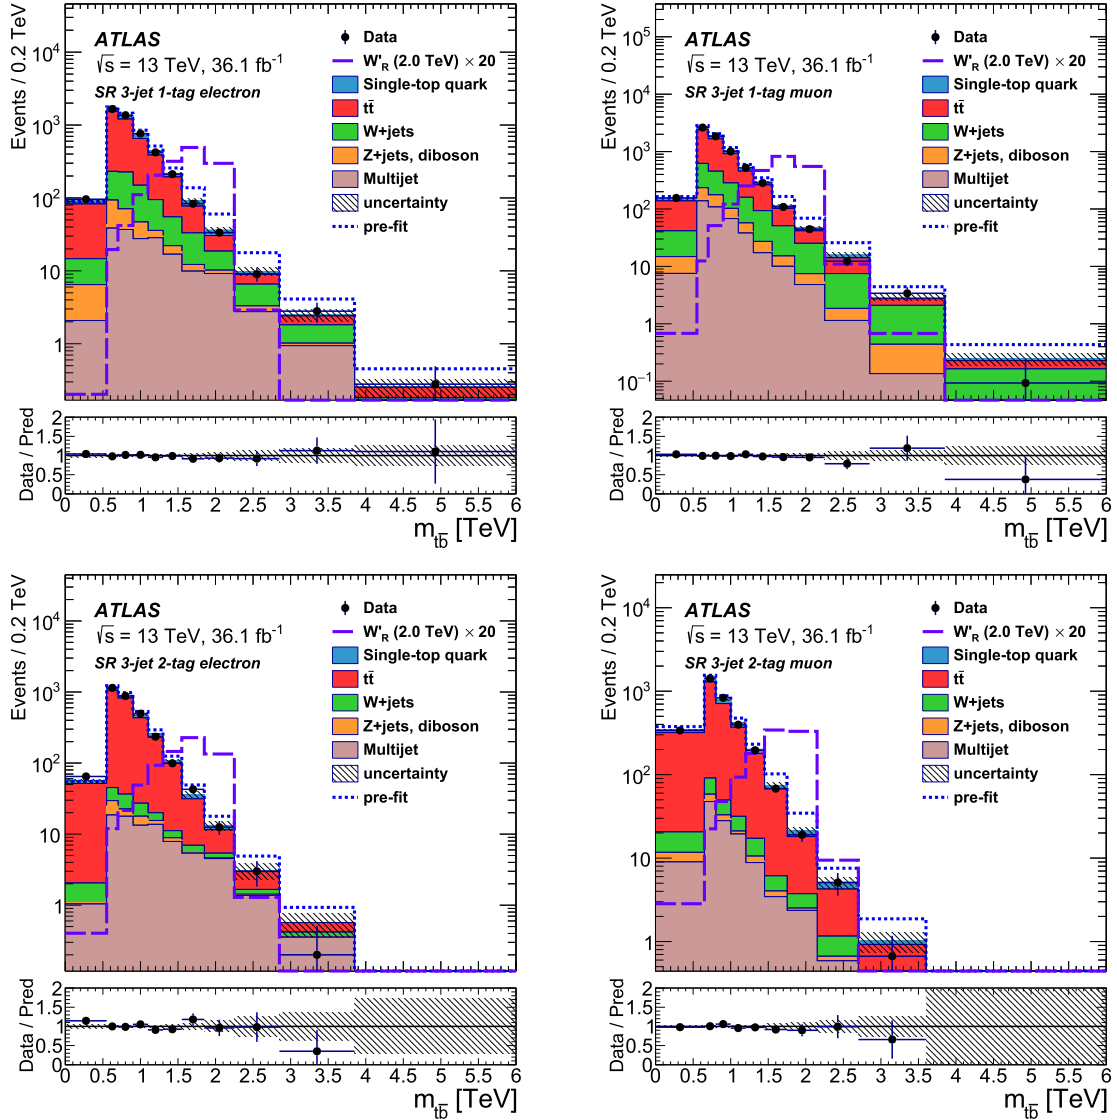 Events / 0.2 TeV
10⁴
10³
10²
10
1
ATLAS
√s = 13 TeV, 36.1 fb⁻¹
SR 3-jet 1-tag electron
Data
W'R (2.0 TeV) × 20
Single-top quark
tt̄
W+jets
Z+jets, diboson
Multijet
uncertainty
pre-fit
Data / Pred
2
1.5
1
0.5
0
0 0.5 1 1.5 2 2.5 3 3.5 4 4.5 5 5.5 6
m_tb̄ [TeV]
Events / 0.2 TeV
10⁵
10⁴
10³
10²
10
1
10⁻¹
ATLAS
√s = 13 TeV, 36.1 fb⁻¹
SR 3-jet 1-tag muon
Data
W'R (2.0 TeV) × 20
Single-top quark
tt̄
W+jets
Z+jets, diboson
Multijet
uncertainty
pre-fit
Data / Pred
2
1.5
1
0.5
0
0 0.5 1 1.5 2 2.5 3 3.5 4 4.5 5 5.5 6
m_tb̄ [TeV]
Events / 0.2 TeV
10⁴
10³
10²
10
1
ATLAS
√s = 13 TeV, 36.1 fb⁻¹
SR 3-jet 2-tag electron
Data
W'R (2.0 TeV) × 20
Single-top quark
tt̄
W+jets
Z+jets, diboson
Multijet
uncertainty
pre-fit
Data / Pred
2
1.5
1
0.5
0
0 0.5 1 1.5 2 2.5 3 3.5 4 4.5 5 5.5 6
m_tb̄ [TeV]
Events / 0.2 TeV
10⁴
10³
10²
10
1
ATLAS
√s = 13 TeV, 36.1 fb⁻¹
SR 3-jet 2-tag muon
Data
W'R (2.0 TeV) × 20
Single-top quark
tt̄
W+jets
Z+jets, diboson
Multijet
uncertainty
pre-fit
Data / Pred
2
1.5
1
0.5
0
0 0.5 1 1.5 2 2.5 3 3.5 4 4.5 5 5.5 6
m_tb̄ [TeV]